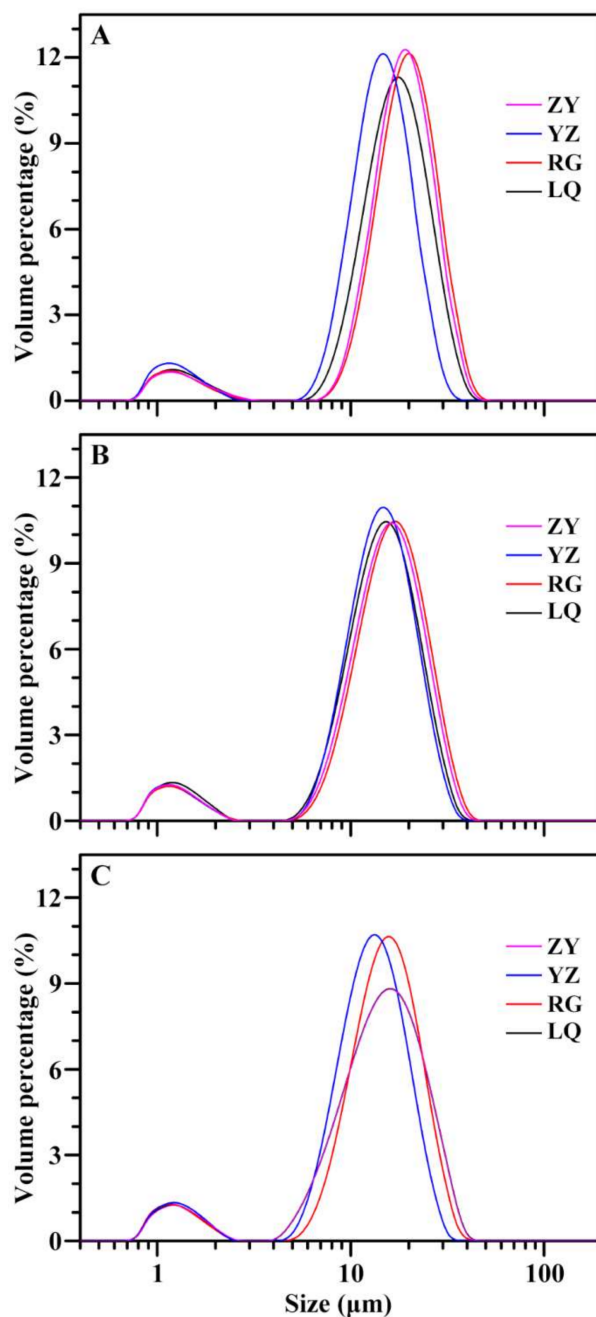 A
Volume percentage (%)
12
9
6
3
0
ZY
YZ
RG
LQ
B
Volume percentage (%)
12
9
6
3
0
ZY
YZ
RG
LQ
C
Volume percentage (%)
12
9
6
3
0
ZY
YZ
RG
LQ
1 10 100
Size (μm)